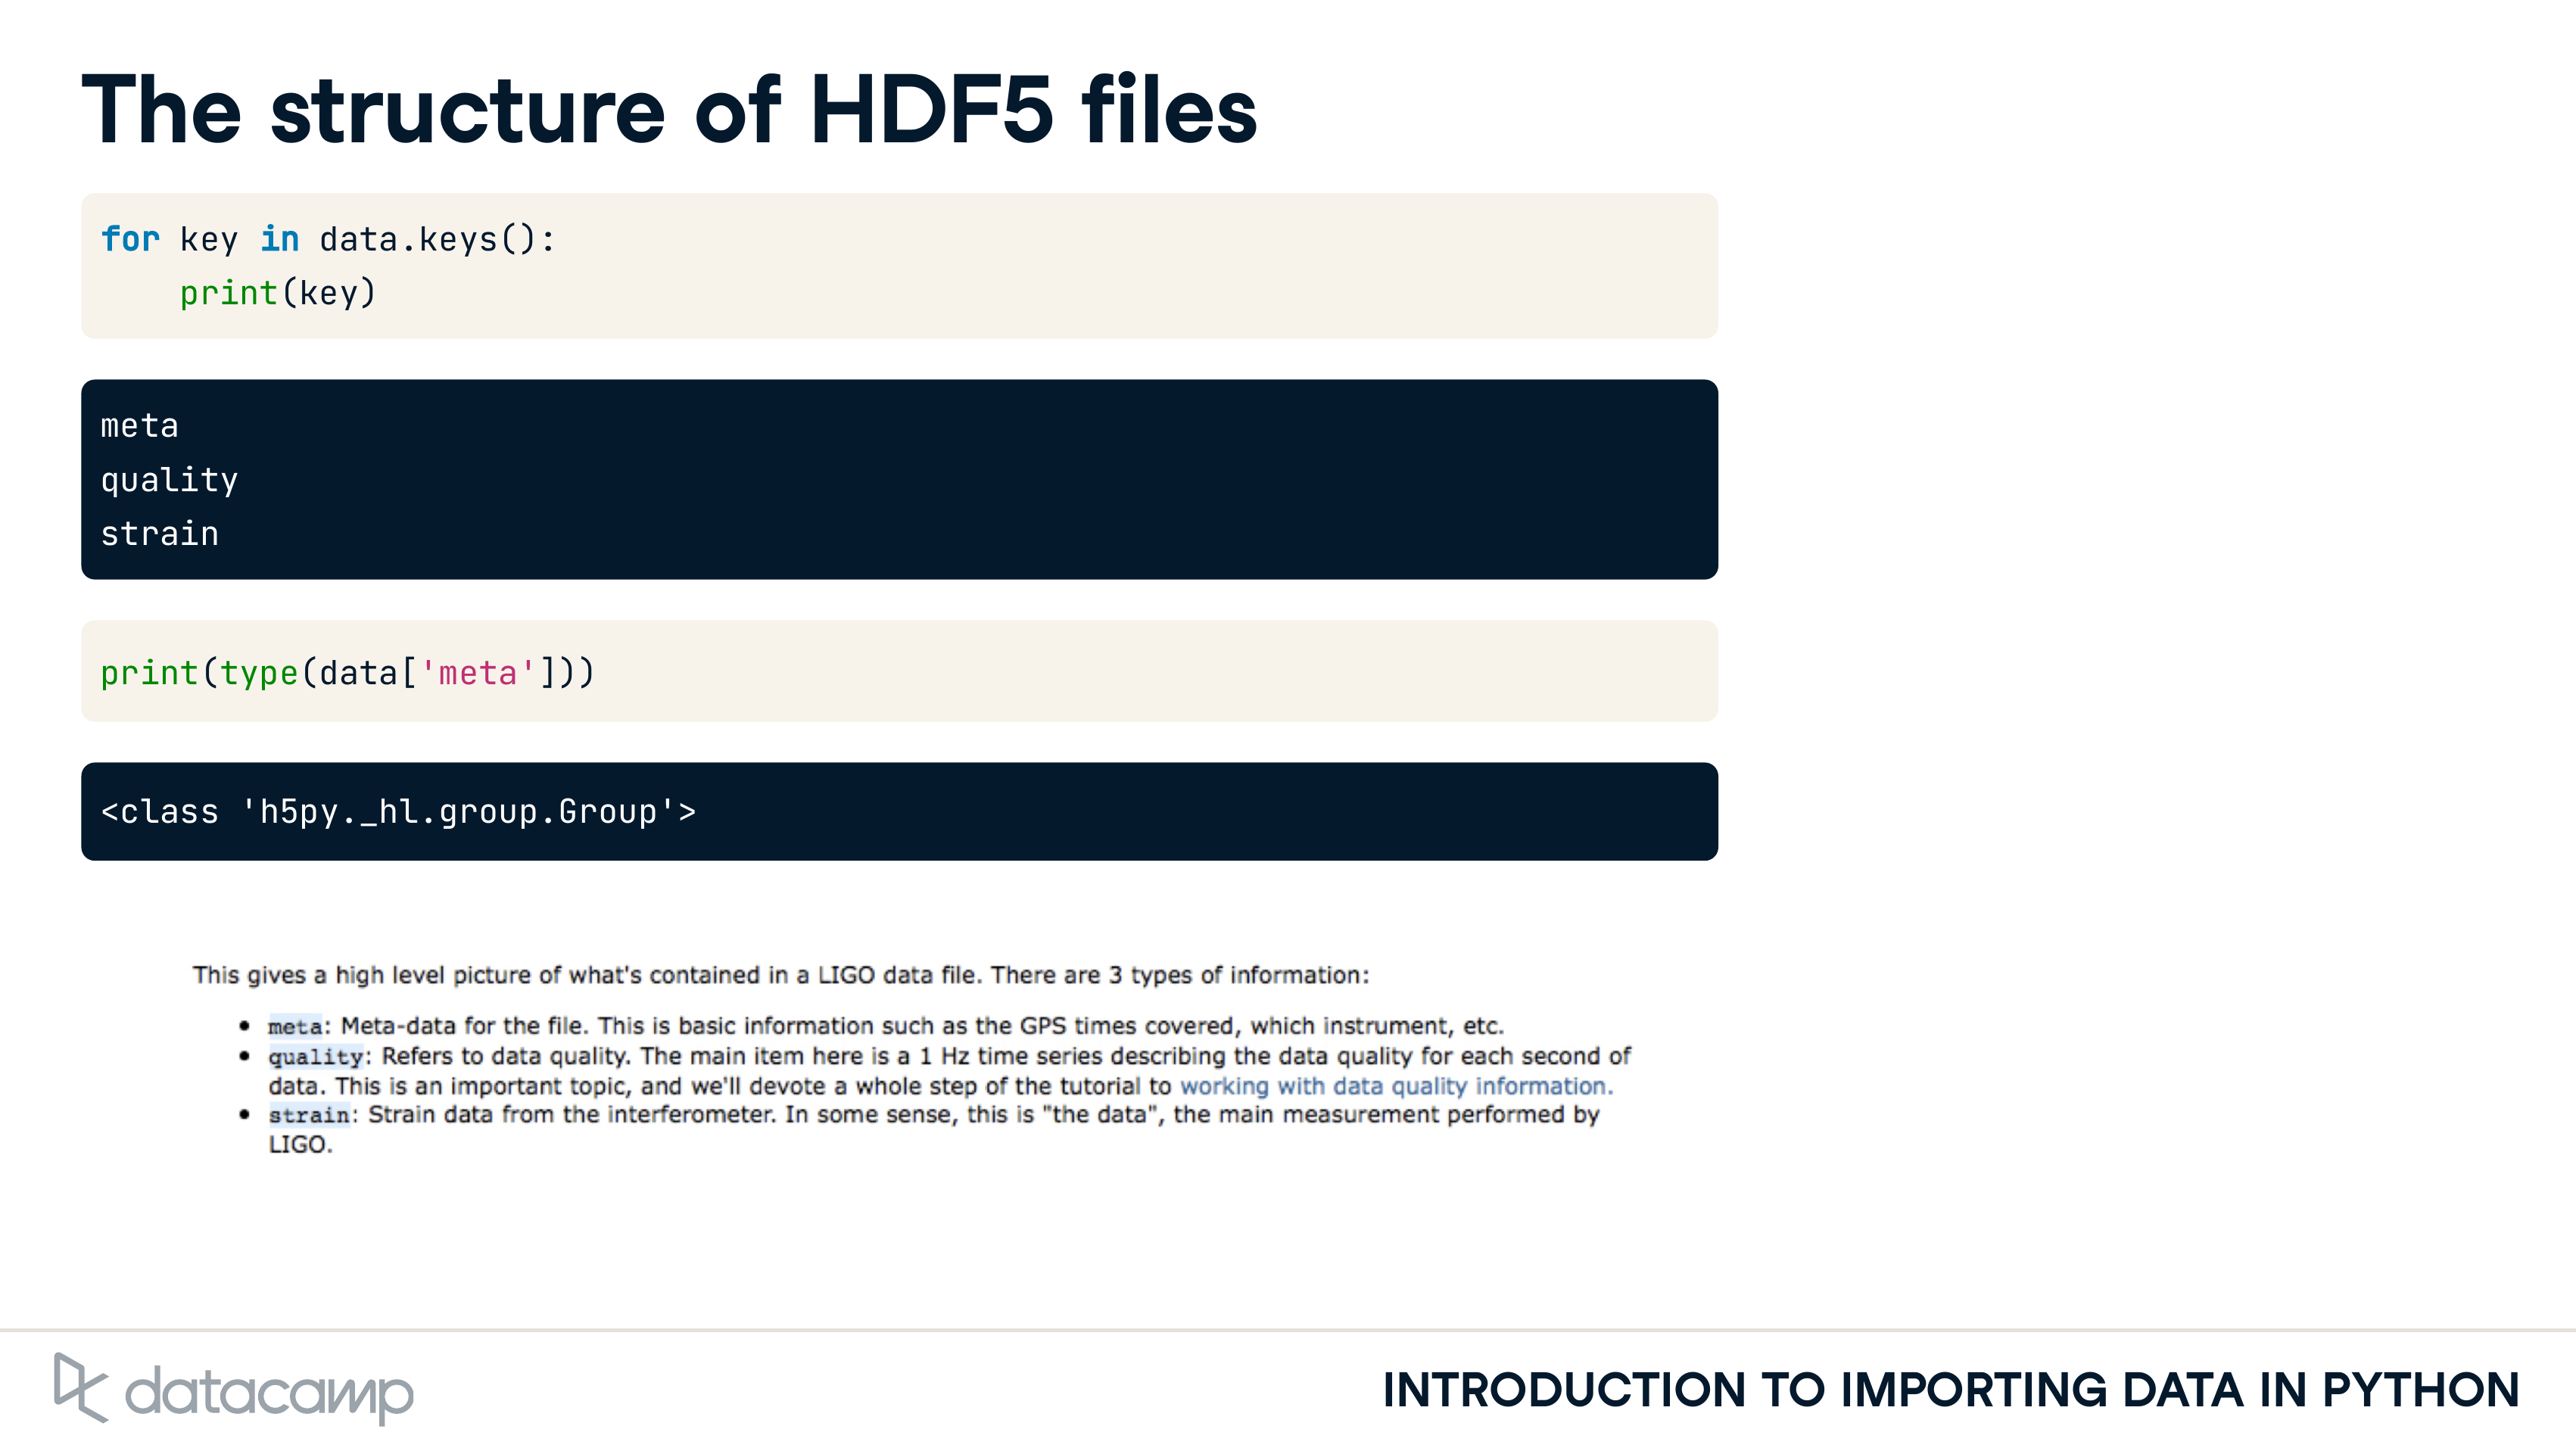 The structure of HDF5 files
for key in data.keys():
    print(key)
meta
quality
strain
print(type(data['meta']))
<class 'h5py._hl.group.Group'>
This gives a high level picture of what's contained in a LIGO data file. There are 3 types of information:
• meta: Meta-data for the file. This is basic information such as the GPS times covered, which instrument, etc.
• quality: Refers to data quality. The main item here is a 1 Hz time series describing the data quality for each second of
data. This is an important topic, and we'll devote a whole step of the tutorial to working with data quality information.
• strain: Strain data from the interferometer. In some sense, this is "the data", the main measurement performed by
LIGO.
datacamp
INTRODUCTION TO IMPORTING DATA IN PYTHON